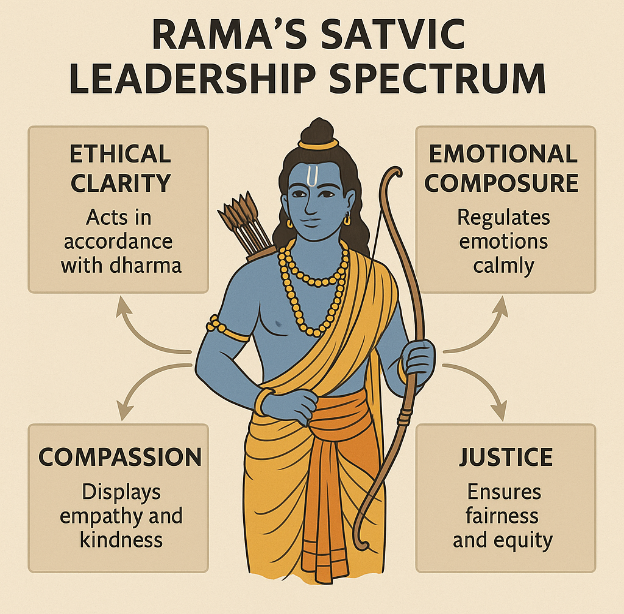 RAMA'S SATVIC
LEADERSHIP SPECTRUM
ETHICAL
CLARITY
Acts in
accordance
with dharma
EMOTIONAL
COMPOSURE
Regulates
emotions
calmly
COMPASSION
Displays
empathy and
kindness
JUSTICE
Ensures
fairness
and equity